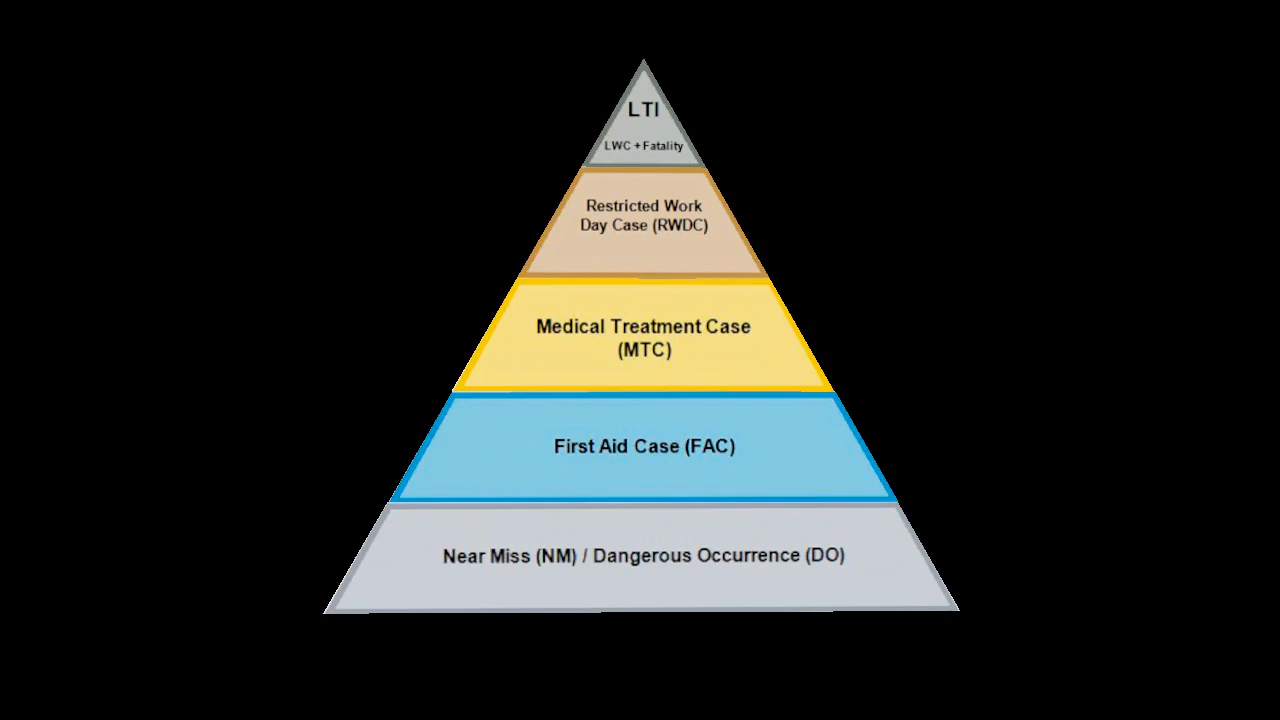 LTI
LWC + Fatality
Restricted Work
Day Case (RWDC)
Medical Treatment Case
(MTC)
First Aid Case (FAC)
Near Miss (NM) / Dangerous Occurrence (DO)